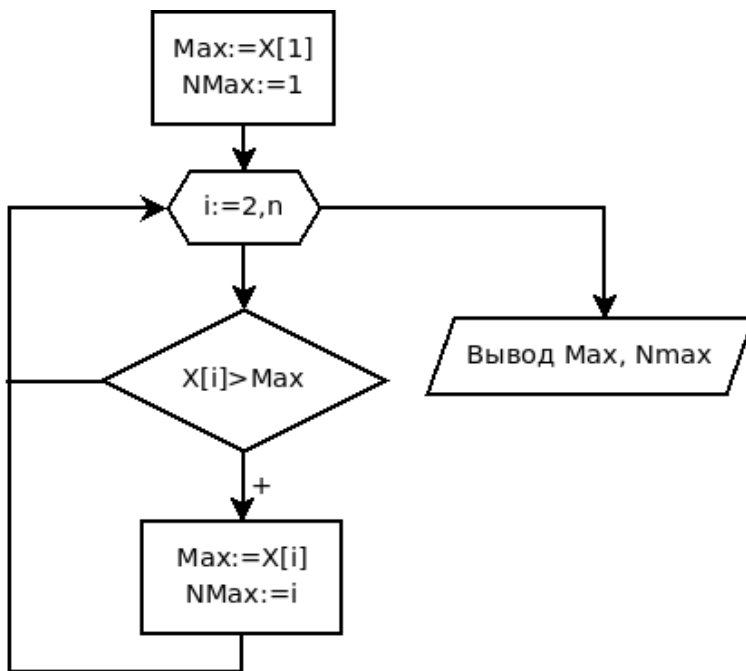 Max:=X[1]
NMax:=1
i:=2,n
X[i]>Max
Вывод Max, Nmax
+
Max:=X[i]
NMax:=i